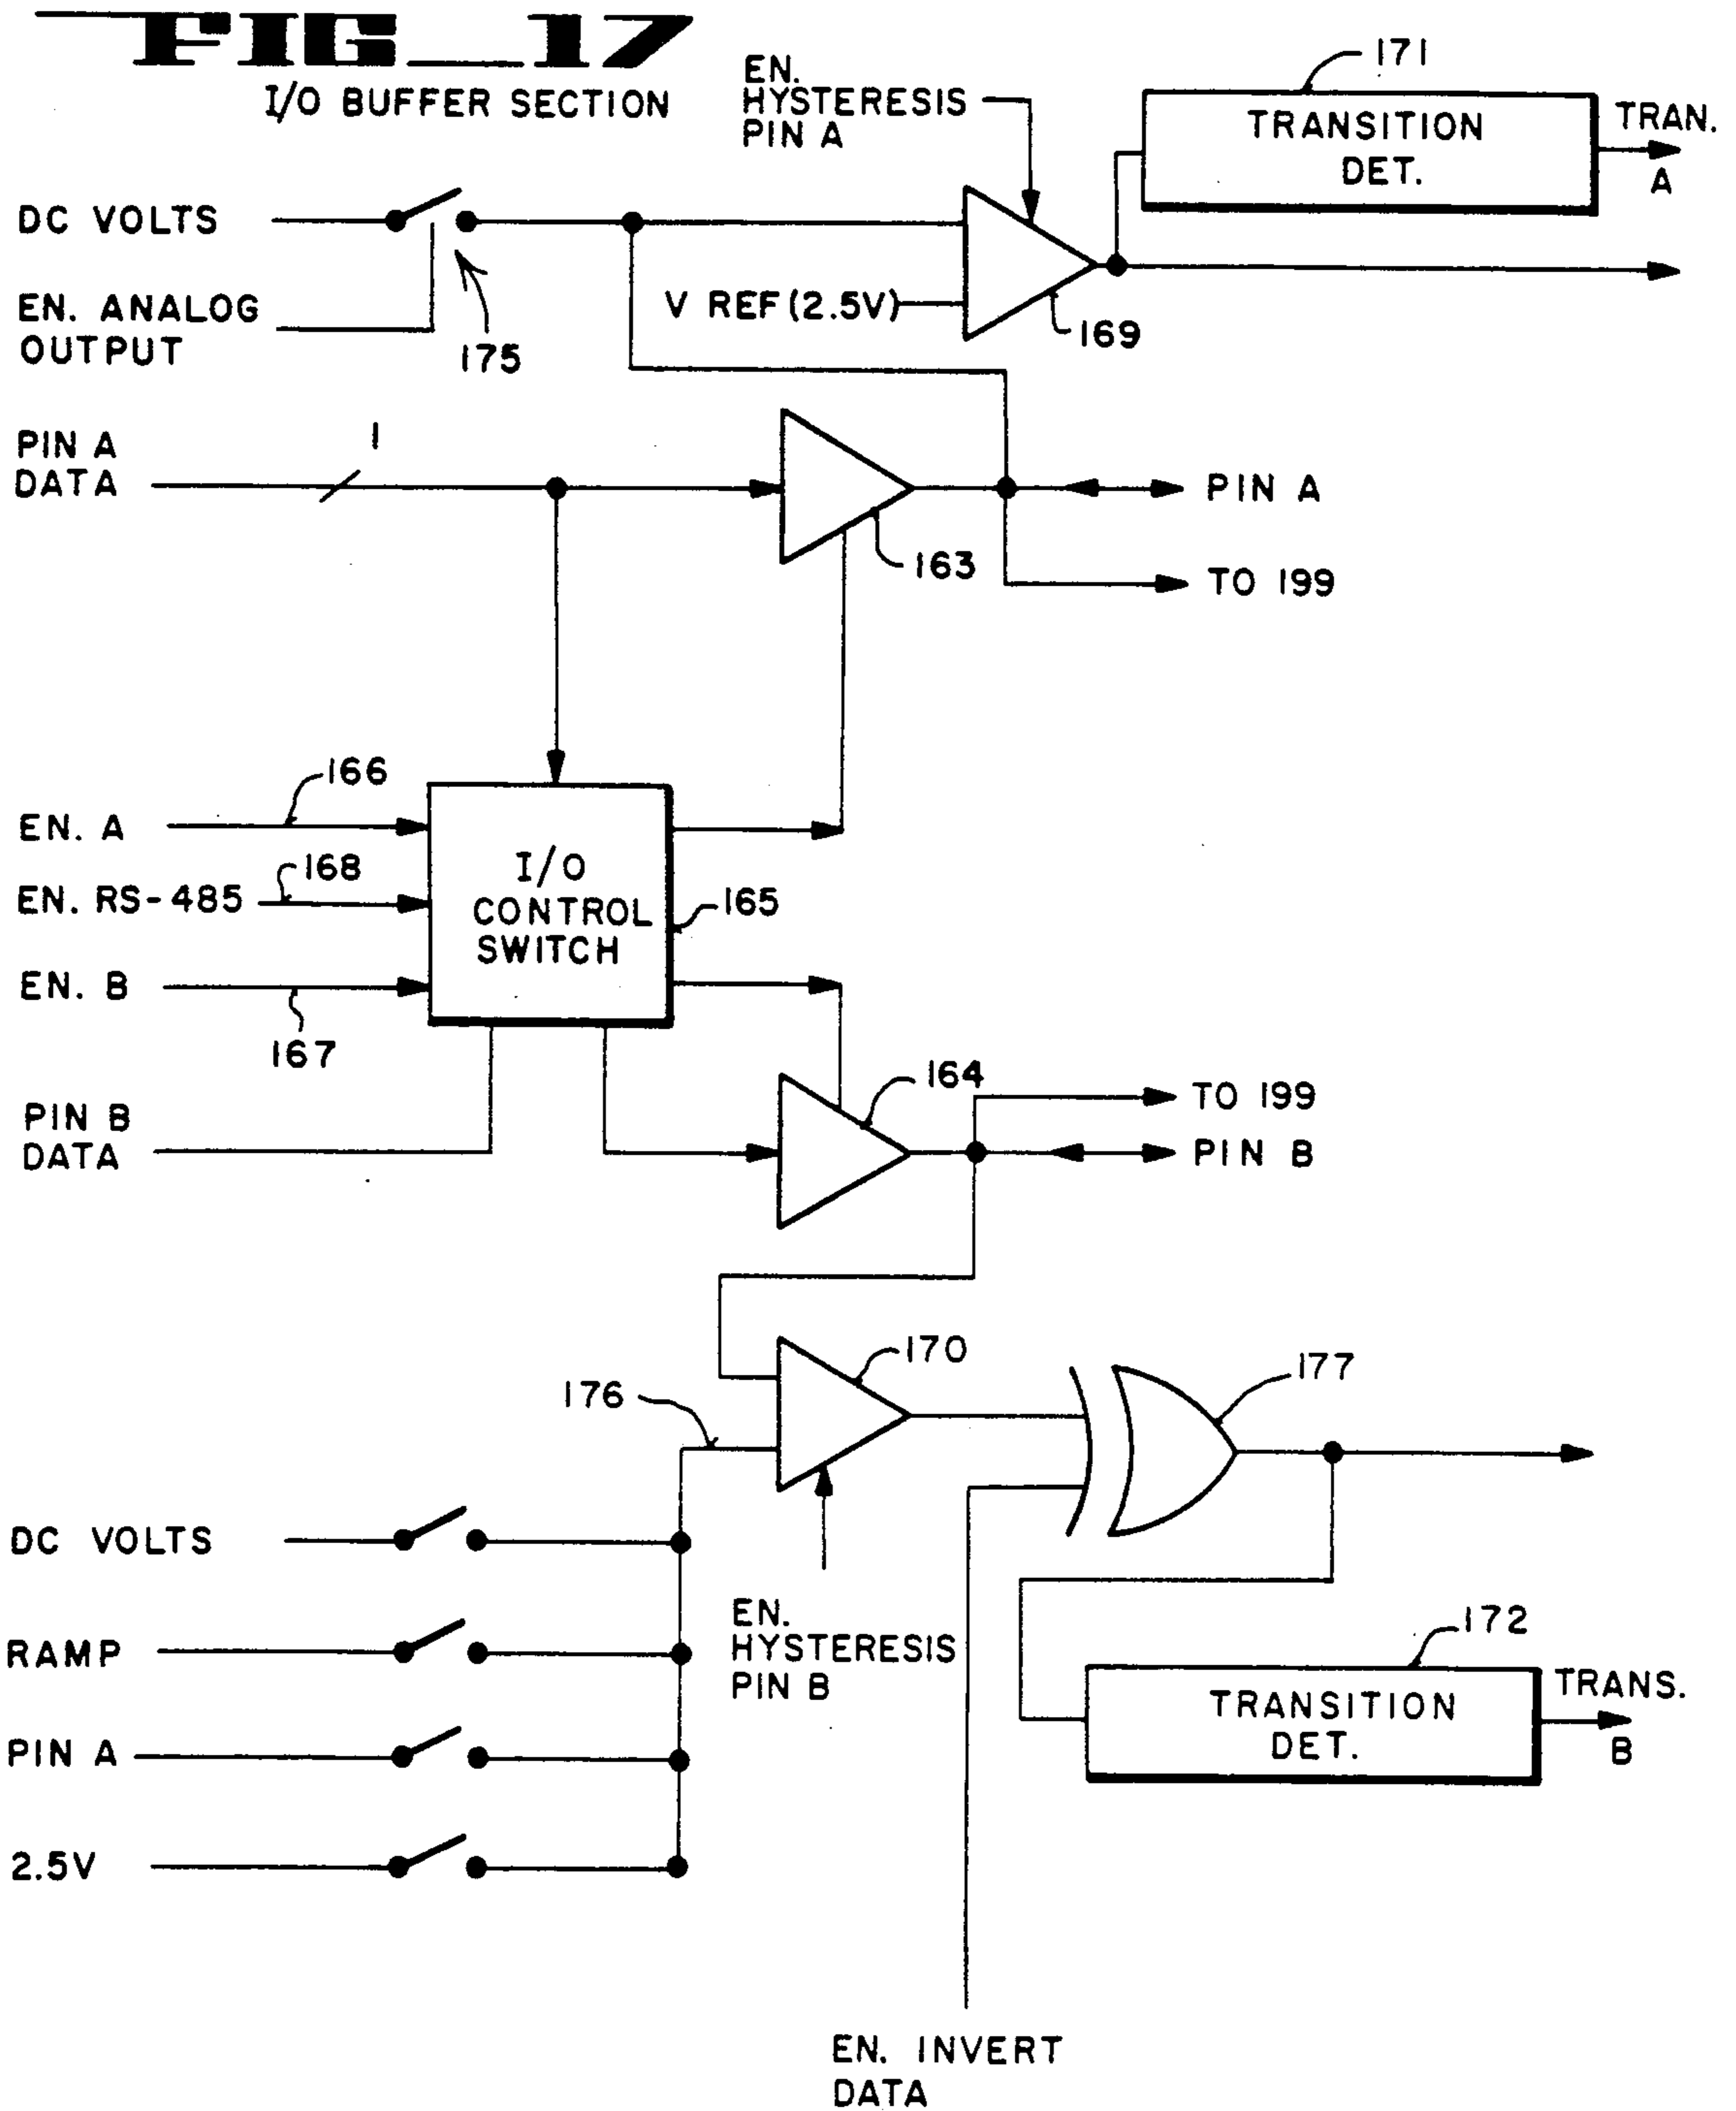 FIG_17
I/O BUFFER SECTION
EN.
HYSTERESIS
PIN A
171
TRANSITION
DET.
TRAN.
A
DC VOLTS
EN. ANALOG
OUTPUT
175
V REF (2.5V)
169
PIN A
DATA
1
163
PIN A
TO 199
EN. A
166
EN. RS-485
168
EN. B
167
I/O
CONTROL
SWITCH
165
PIN B
DATA
164
TO 199
PIN B
170
176
177
DC VOLTS
RAMP
PIN A
2.5V
EN.
HYSTERESIS
PIN B
172
TRANSITION
DET.
TRANS.
B
EN. INVERT
DATA